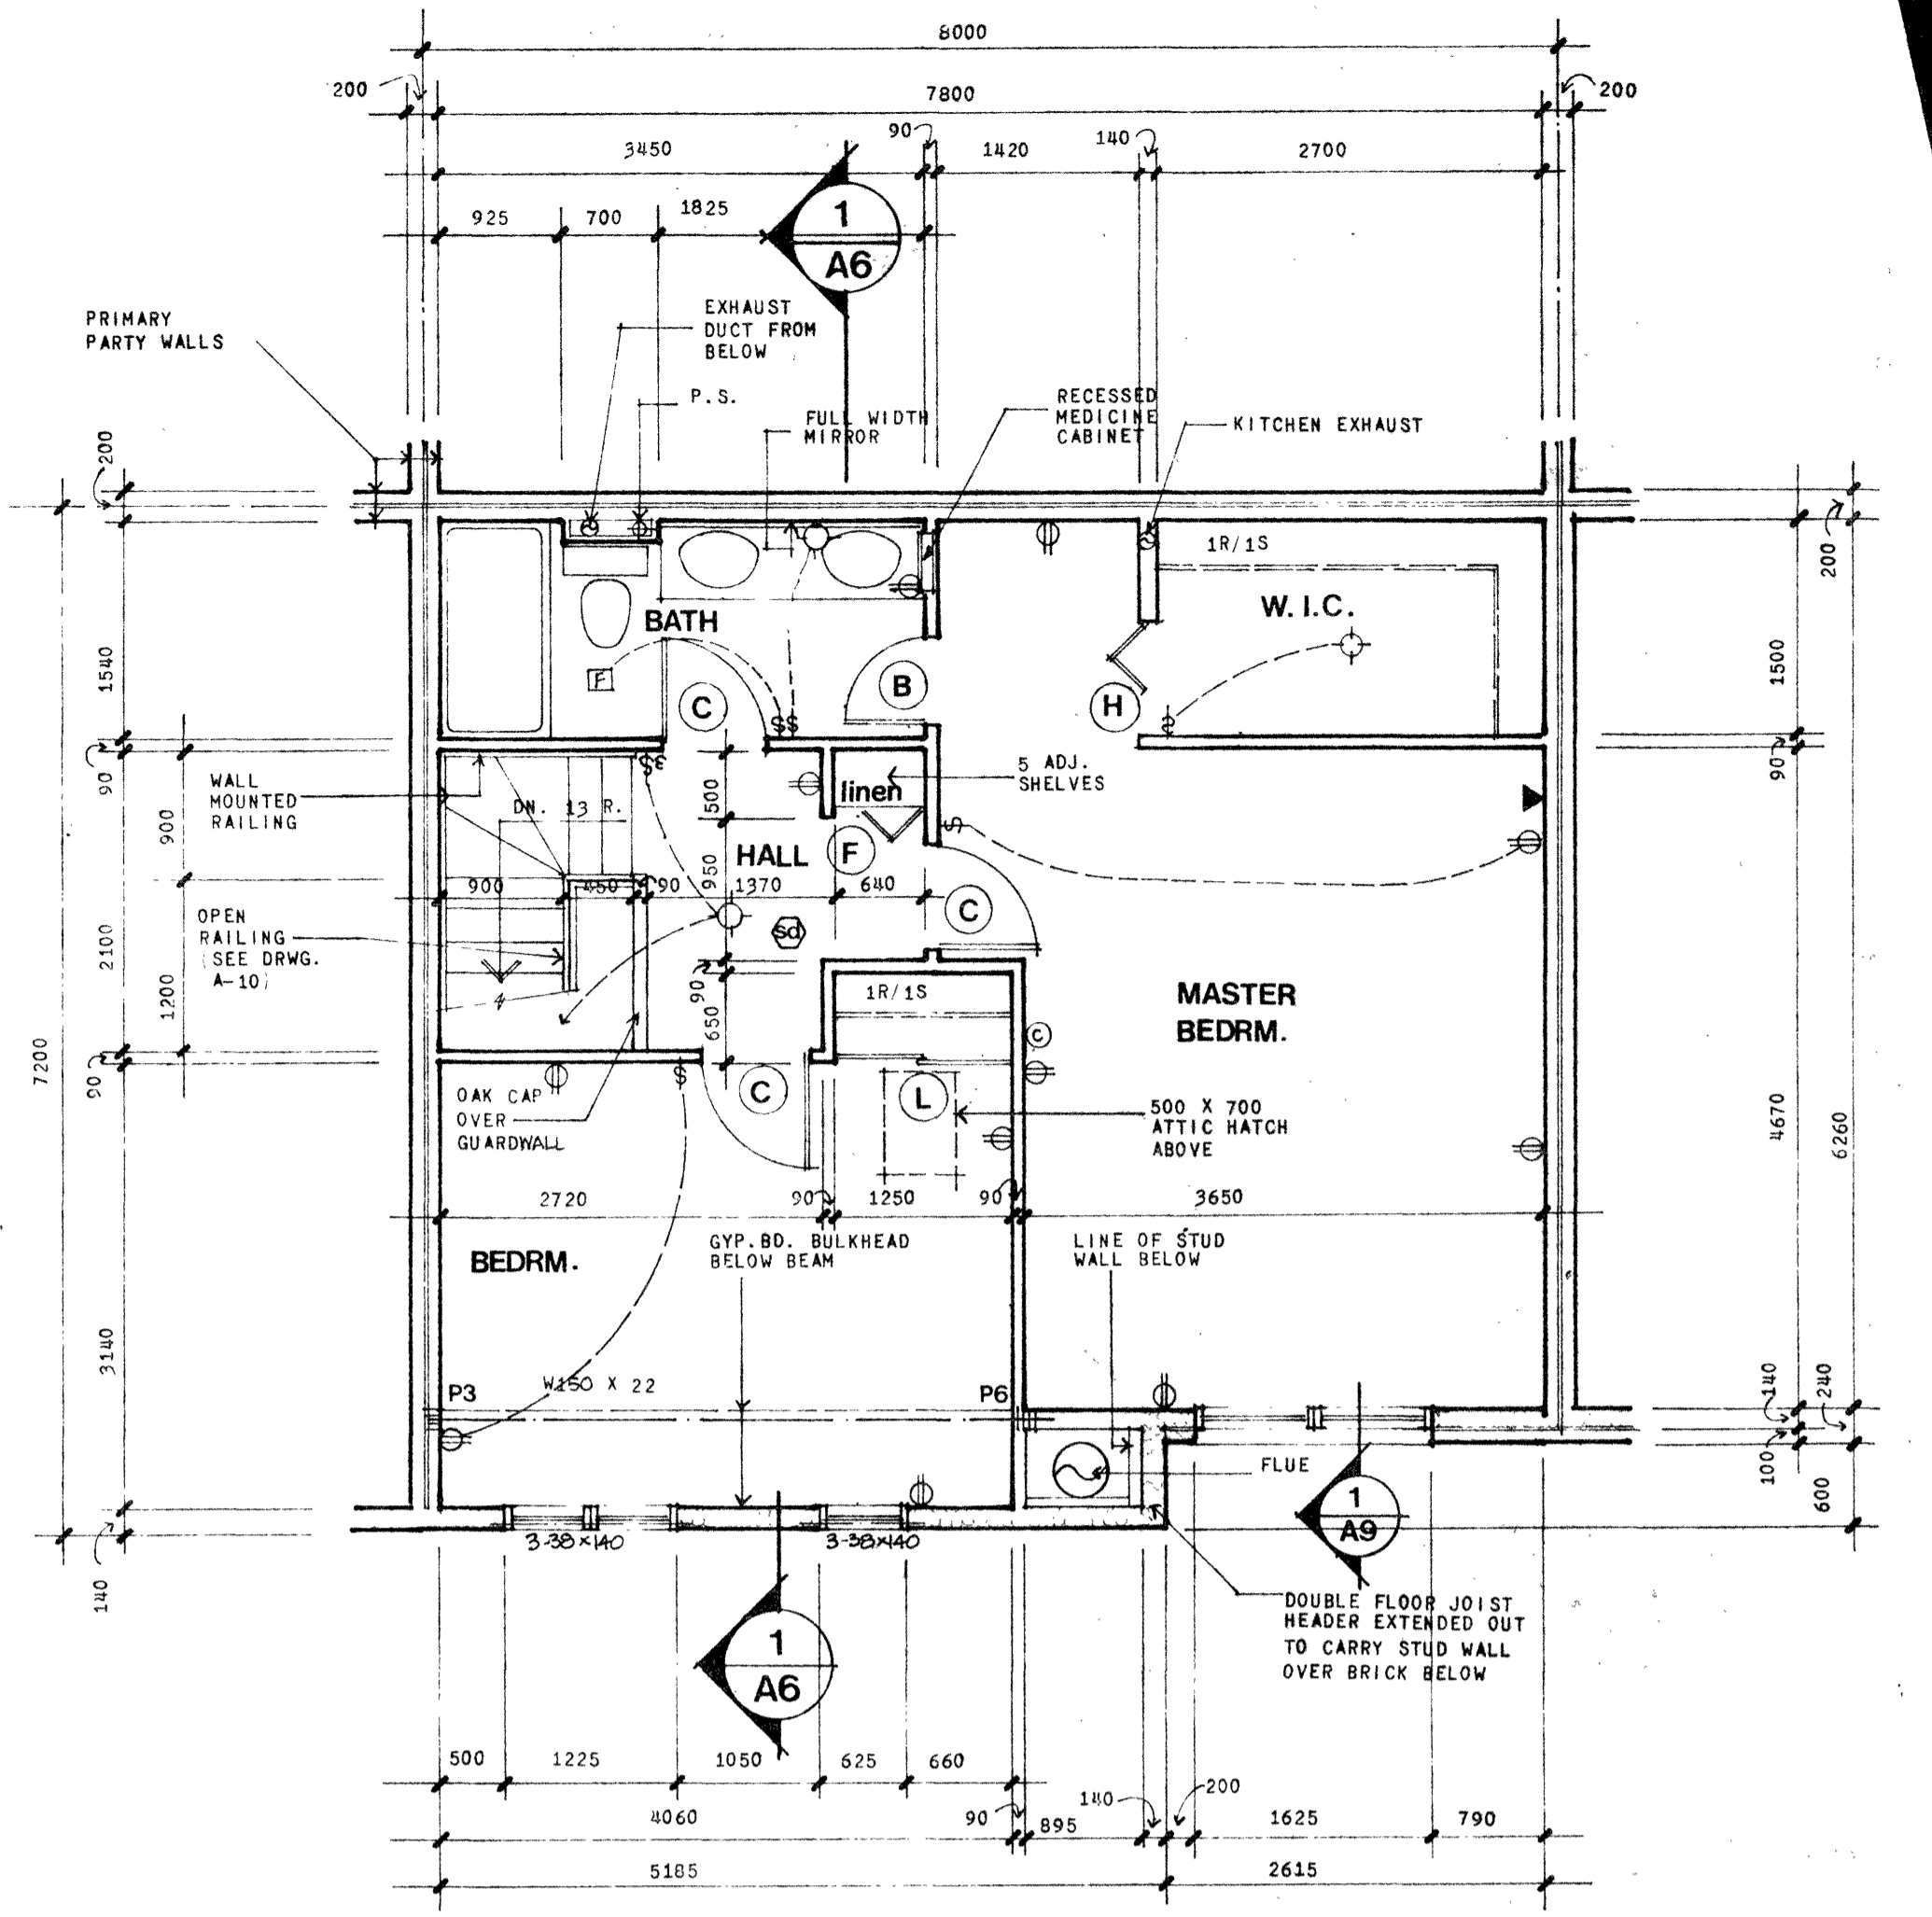 8000
200
7800
200
90
140
3450
1420
2700
925
700
1825
1
A6
PRIMARY
PARTY WALLS
EXHAUST
DUCT FROM
BELOW
P.S.
FULL WIDTH
MIRROR
RECESSED
MEDICINE
CABINET
KITCHEN EXHAUST
200
200
1R/1S
W.I.C.
BATH
F
1540
1500
B
C
H
$$
90
90
WALL
MOUNTED
RAILING
5 ADJ.
SHELVES
linen
500
DN. 13 R.
900
HALL
F
950
900
450
90
1370
640
C
OPEN
RAILING
(SEE DRWG.
A-10)
sd
2100
1200
90
1R/1S
MASTER
BEDRM.
650
C
7200
90
OAK CAP
OVER
GUARDWALL
C
L
500 X 700
ATTIC HATCH
ABOVE
4670
6260
2720
90
1250
90
3650
BEDRM.
GYP.BD. BULKHEAD
BELOW BEAM
LINE OF STUD
WALL BELOW
3140
P3
W150 X 22
P6
140
240
100
600
FLUE
1
A9
3-38x140
3-38x140
140
DOUBLE FLOOR JOIST
HEADER EXTENDED OUT
TO CARRY STUD WALL
OVER BRICK BELOW
1
A6
500
1225
1050
625
660
4060
90
895
140
200
1625
790
5185
2615